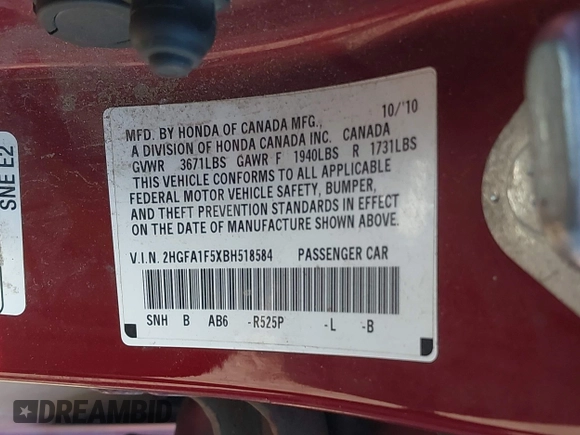 SNE E2
10/'10
MFD. BY HONDA OF CANADA MFG.,
A DIVISION OF HONDA CANADA INC. CANADA
GVWR 3671LBS GAWR F 1940LBS R 1731LBS
THIS VEHICLE CONFORMS TO ALL APPLICABLE
FEDERAL MOTOR VEHICLE SAFETY, BUMPER,
AND THEFT PREVENTION STANDARDS IN EFFECT
ON THE DATE OF MANUFACTURE SHOWN ABOVE.
V.I.N. 2HGFA1F5XBH518584 PASSENGER CAR
SNH B AB6 -R525P -L -B
DREAMBID